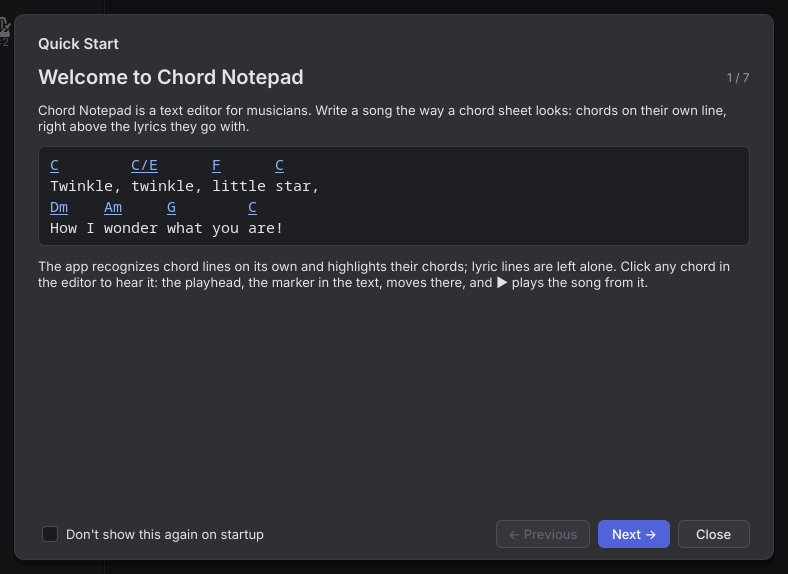 :2
Quick Start
Welcome to Chord Notepad
1 / 7
Chord Notepad is a text editor for musicians. Write a song the way a chord sheet looks: chords on their own line,
right above the lyrics they go with.
C        C/E      F      C
Twinkle, twinkle, little star,
Dm    Am     G        C
How I wonder what you are!
The app recognizes chord lines on its own and highlights their chords; lyric lines are left alone. Click any chord in
the editor to hear it: the playhead, the marker in the text, moves there, and ▶ plays the song from it.
Don't show this again on startup
← Previous
Next →
Close